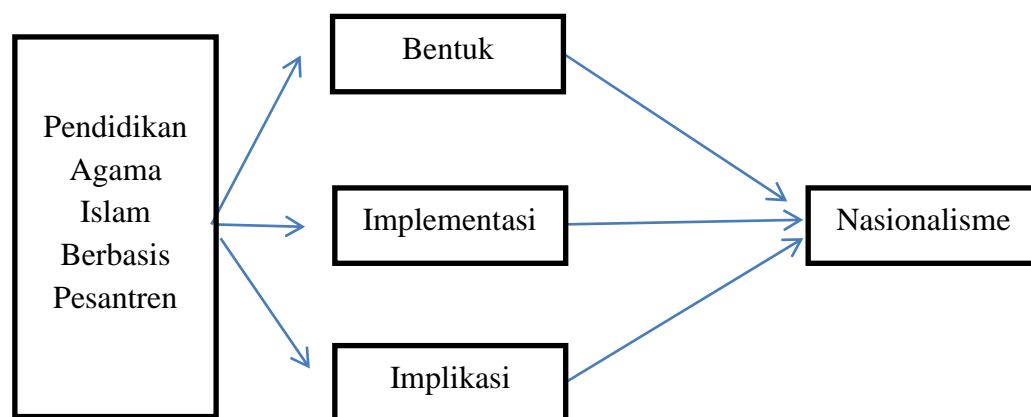 Pendidikan
Agama
Islam
Berbasis
Pesantren
Bentuk
Implementasi
Implikasi
Nasionalisme